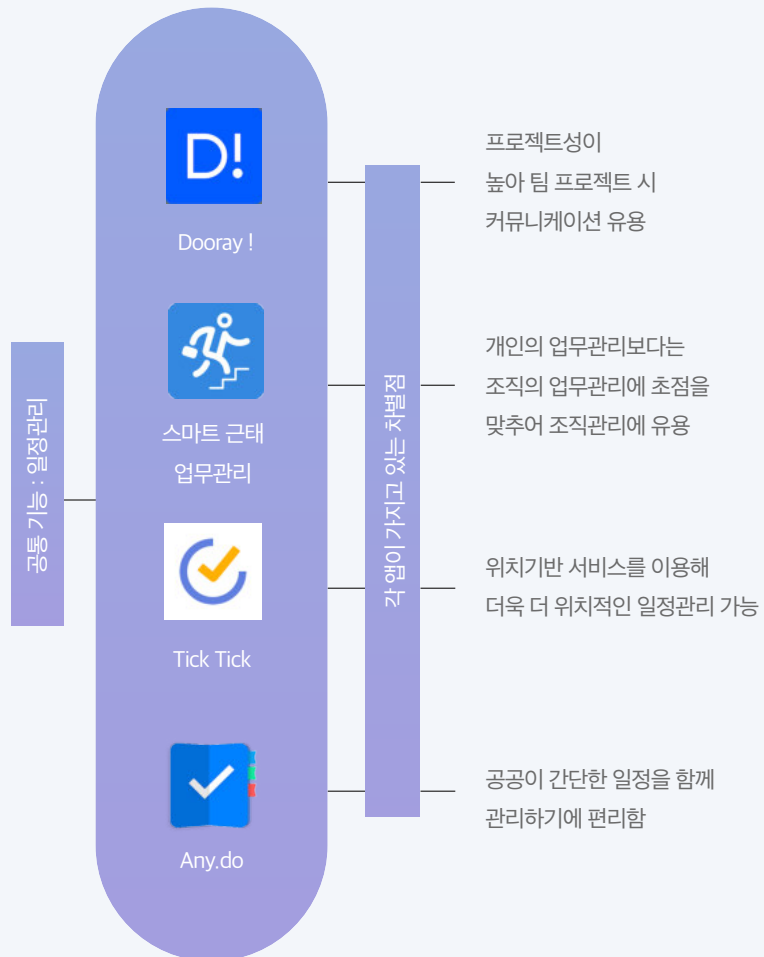 공통 기능 : 일정관리
D!
Dooray !
스마트 근태
업무관리
Tick Tick
Any.do
각 앱이 가지고 있는 차별점
프로젝트성이
높아 팀 프로젝트 시
커뮤니케이션 유용
개인의 업무관리보다는
조직의 업무관리에 초점을
맞추어 조직관리에 유용
위치기반 서비스를 이용해
더욱 더 위치적인 일정관리 가능
공공이 간단한 일정을 함께
관리하기에 편리함